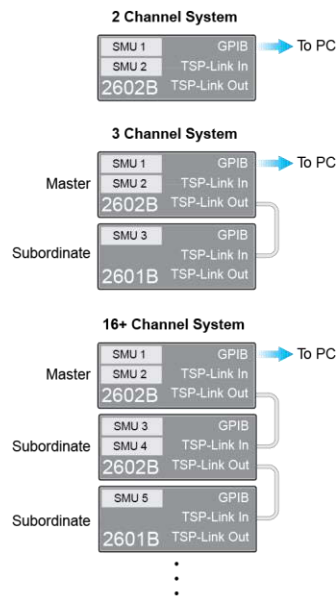 2 Channel System
SMU 1 GPIB To PC
SMU 2 TSP-Link In
2602B TSP-Link Out
3 Channel System
SMU 1 GPIB To PC
Master SMU 2 TSP-Link In
2602B TSP-Link Out
SMU 3 GPIB
Subordinate TSP-Link In
2601B TSP-Link Out
16+ Channel System
SMU 1 GPIB To PC
Master SMU 2 TSP-Link In
2602B TSP-Link Out
SMU 3 GPIB
Subordinate SMU 4 TSP-Link In
2602B TSP-Link Out
SMU 5 GPIB
Subordinate TSP-Link In
2601B TSP-Link Out